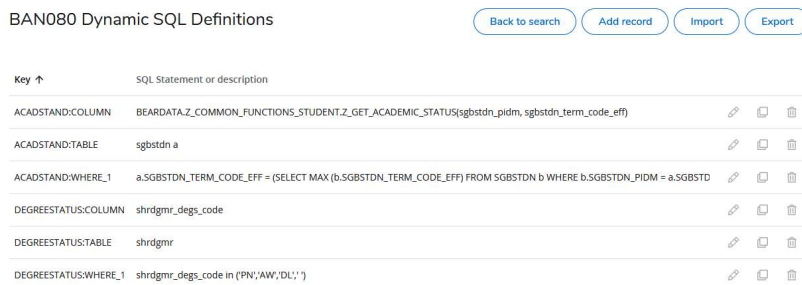 BAN080 Dynamic SQL Definitions
Back to search Add record Import Export
Key ↑ SQL Statement or description
ACADSTAND:COLUMN BEARDATA.Z_COMMON_FUNCTIONS_STUDENT.Z_GET_ACADEMIC_STATUS(sgbstdn_pidm, sgbstdn_term_code_eff)
ACADSTAND:TABLE sgbstdn a
ACADSTAND:WHERE_1 a.SGBSTDN_TERM_CODE_EFF = (SELECT MAX (b.SGBSTDN_TERM_CODE_EFF) FROM SGBSTDN b WHERE b.SGBSTDN_PIDM = a.SGBSTD
DEGREESTATUS:COLUMN shrdgmr_degs_code
DEGREESTATUS:TABLE shrdgmr
DEGREESTATUS:WHERE_1 shrdgmr_degs_code in ('PN','AW','DL',' ')